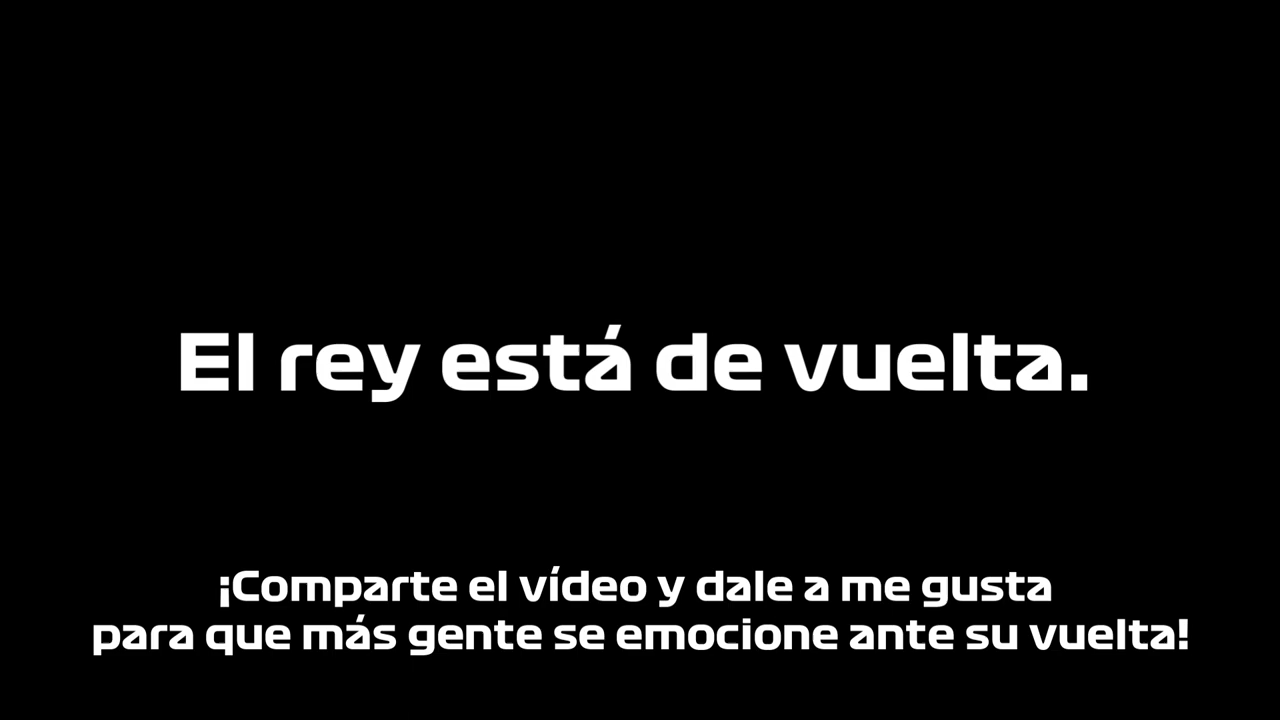 El rey está de vuelta.
¡Comparte el vídeo y dale a me gusta
para que más gente se emocione ante su vuelta!